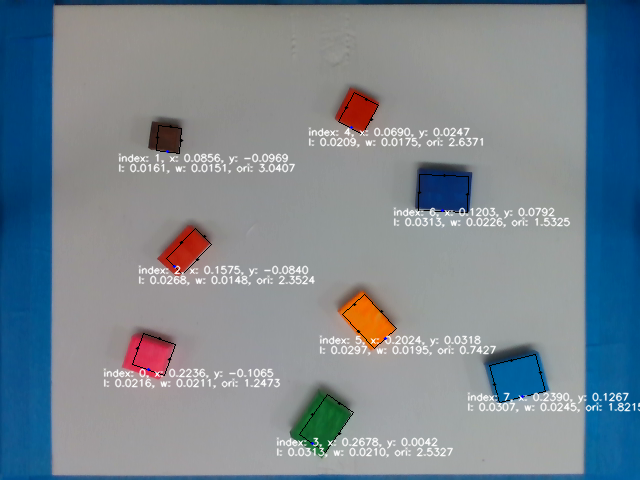 index: 4, x: 0.0690, y: 0.0247
l: 0.0209, w: 0.0175, ori: 2.6371
index: 1, x: 0.0856, y: -0.0969
l: 0.0161, w: 0.0151, ori: 3.0407
index: 6, x: 0.1203, y: 0.0792
l: 0.0313, w: 0.0226, ori: 1.5325
index: 2, x: 0.1575, y: -0.0840
l: 0.0268, w: 0.0148, ori: 2.3524
index: 5, x: 0.2024, y: 0.0318
l: 0.0297, w: 0.0195, ori: 0.7427
index: 0, x: 0.2236, y: -0.1065
l: 0.0216, w: 0.0211, ori: 1.2473
index: 7, x: 0.2390, y: 0.1267
l: 0.0307, w: 0.0245, ori: 1.8215
index: 3, x: 0.2678, y: 0.0042
l: 0.0313, w: 0.0210, ori: 2.5327